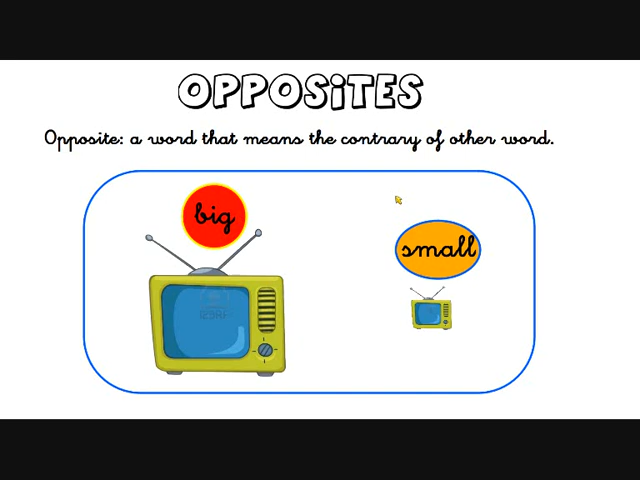 OPPOSITES
Opposite: a word that means the contrary of other word.
big
small